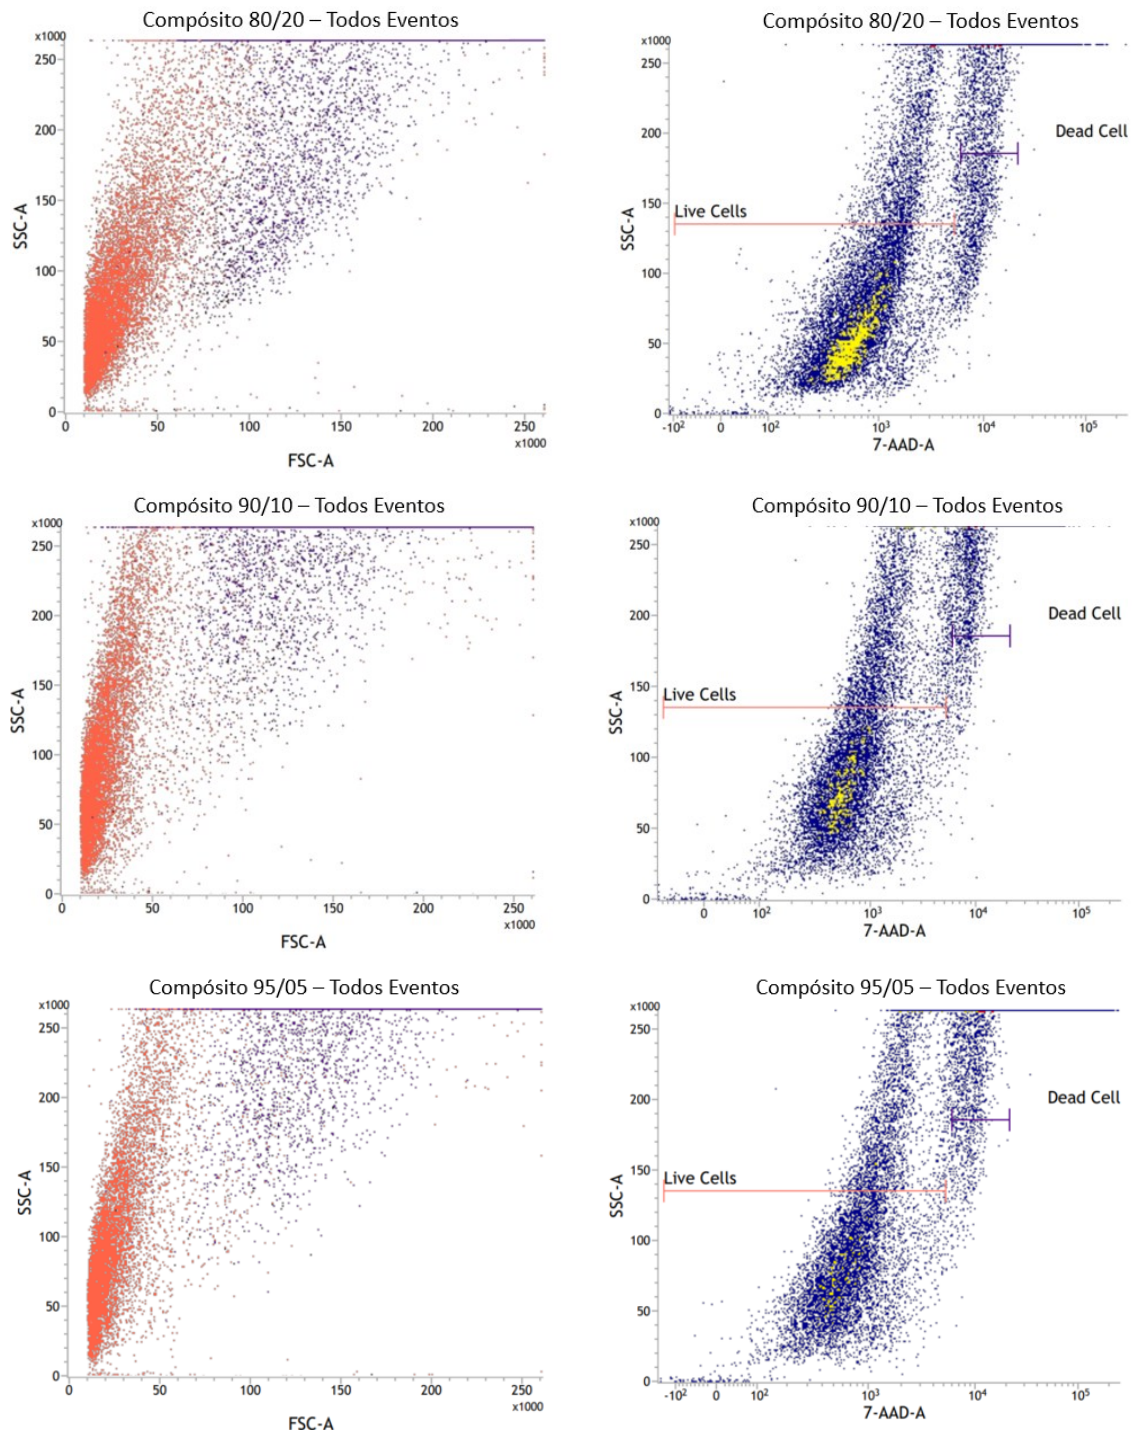 Compósito 80/20 – Todos Eventos
x1000
250
200
150
100
50
0
SSC-A
0 50 100 150 200 250
x1000
FSC-A
Compósito 80/20 – Todos Eventos
x1000
250
200
150
100
50
0
SSC-A
Dead Cell
Live Cells
-10² 0 10² 10³ 10⁴ 10⁵
7-AAD-A
Compósito 90/10 – Todos Eventos
x1000
250
200
150
100
50
0
SSC-A
0 50 100 150 200 250
x1000
FSC-A
Compósito 90/10 – Todos Eventos
x1000
250
200
150
100
50
0
SSC-A
Dead Cell
Live Cells
0 10² 10³ 10⁴ 10⁵
7-AAD-A
Compósito 95/05 – Todos Eventos
x1000
250
200
150
100
50
0
SSC-A
0 50 100 150 200 250
x1000
FSC-A
Compósito 95/05 – Todos Eventos
x1000
250
200
150
100
50
0
SSC-A
Dead Cell
Live Cells
-10² 0 10² 10³ 10⁴ 10⁵
7-AAD-A